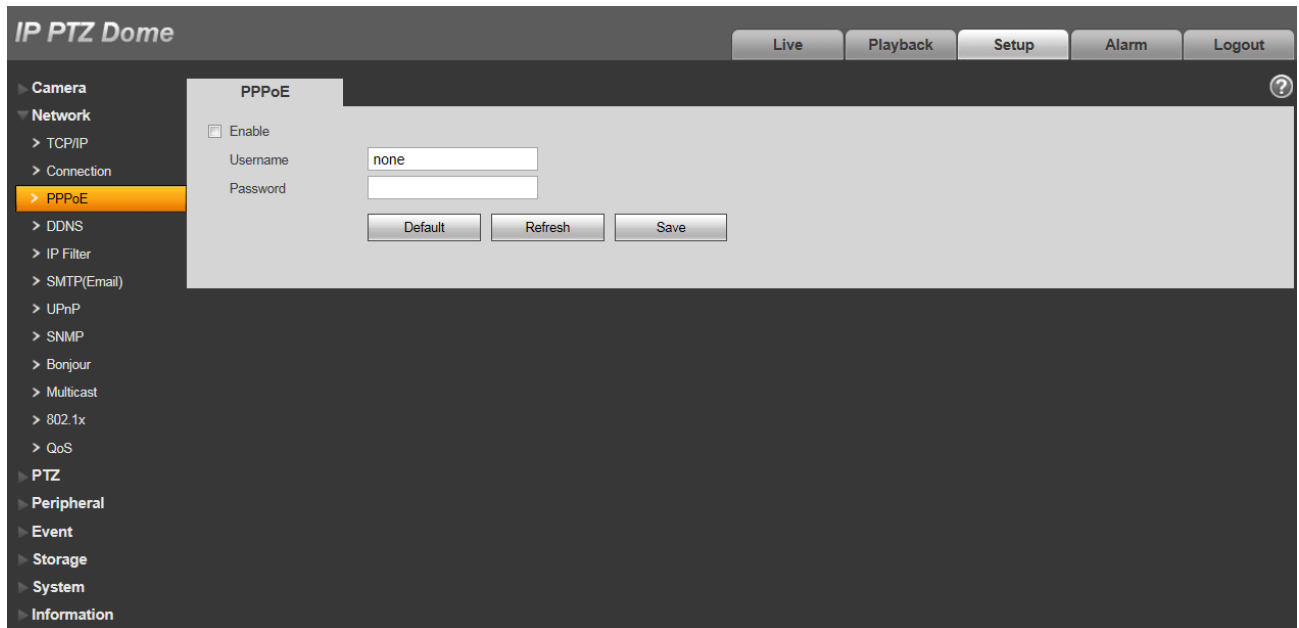 IP PTZ Dome
Live
Playback
Setup
Alarm
Logout
Camera
Network
> TCP/IP
> Connection
> PPPoE
> DDNS
> IP Filter
> SMTP(Email)
> UPnP
> SNMP
> Bonjour
> Multicast
> 802.1x
> QoS
PTZ
Peripheral
Event
Storage
System
Information
PPPoE
?
Enable
Username
none
Password
Default
Refresh
Save